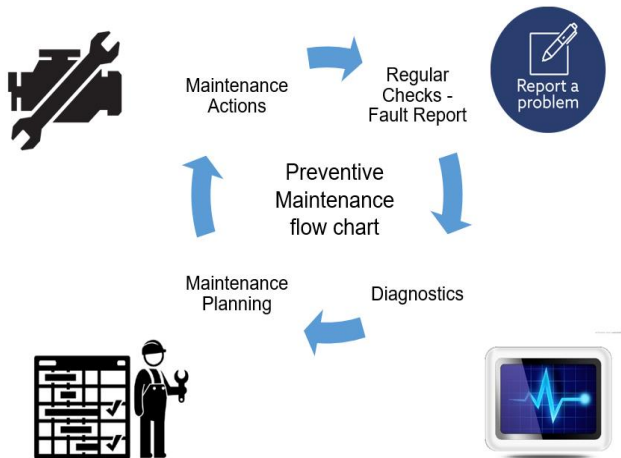 Maintenance
Actions
Regular
Checks -
Fault Report
Report a
problem
Preventive
Maintenance
flow chart
Maintenance
Planning
Diagnostics